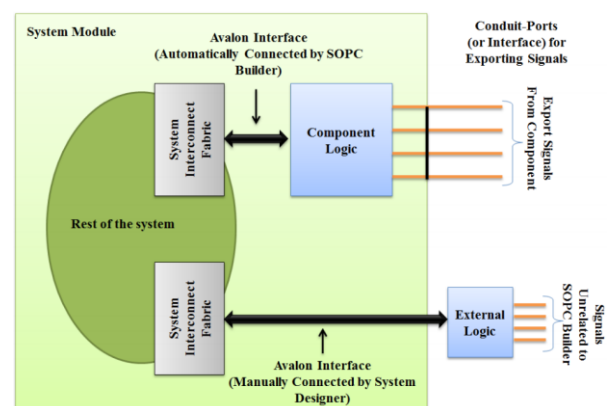 System Module
Avalon Interface
(Automatically Connected by SOPC
Builder)
Conduit-Ports
(or Interface) for
Exporting Signals
System
Interconnect
Fabric
Component
Logic
Export Signals
From Component
Rest of the system
System
Interconnect
Fabric
External
Logic
Signals
Unrelated to
SOPC Builder
Avalon Interface
(Manually Connected by System
Designer)